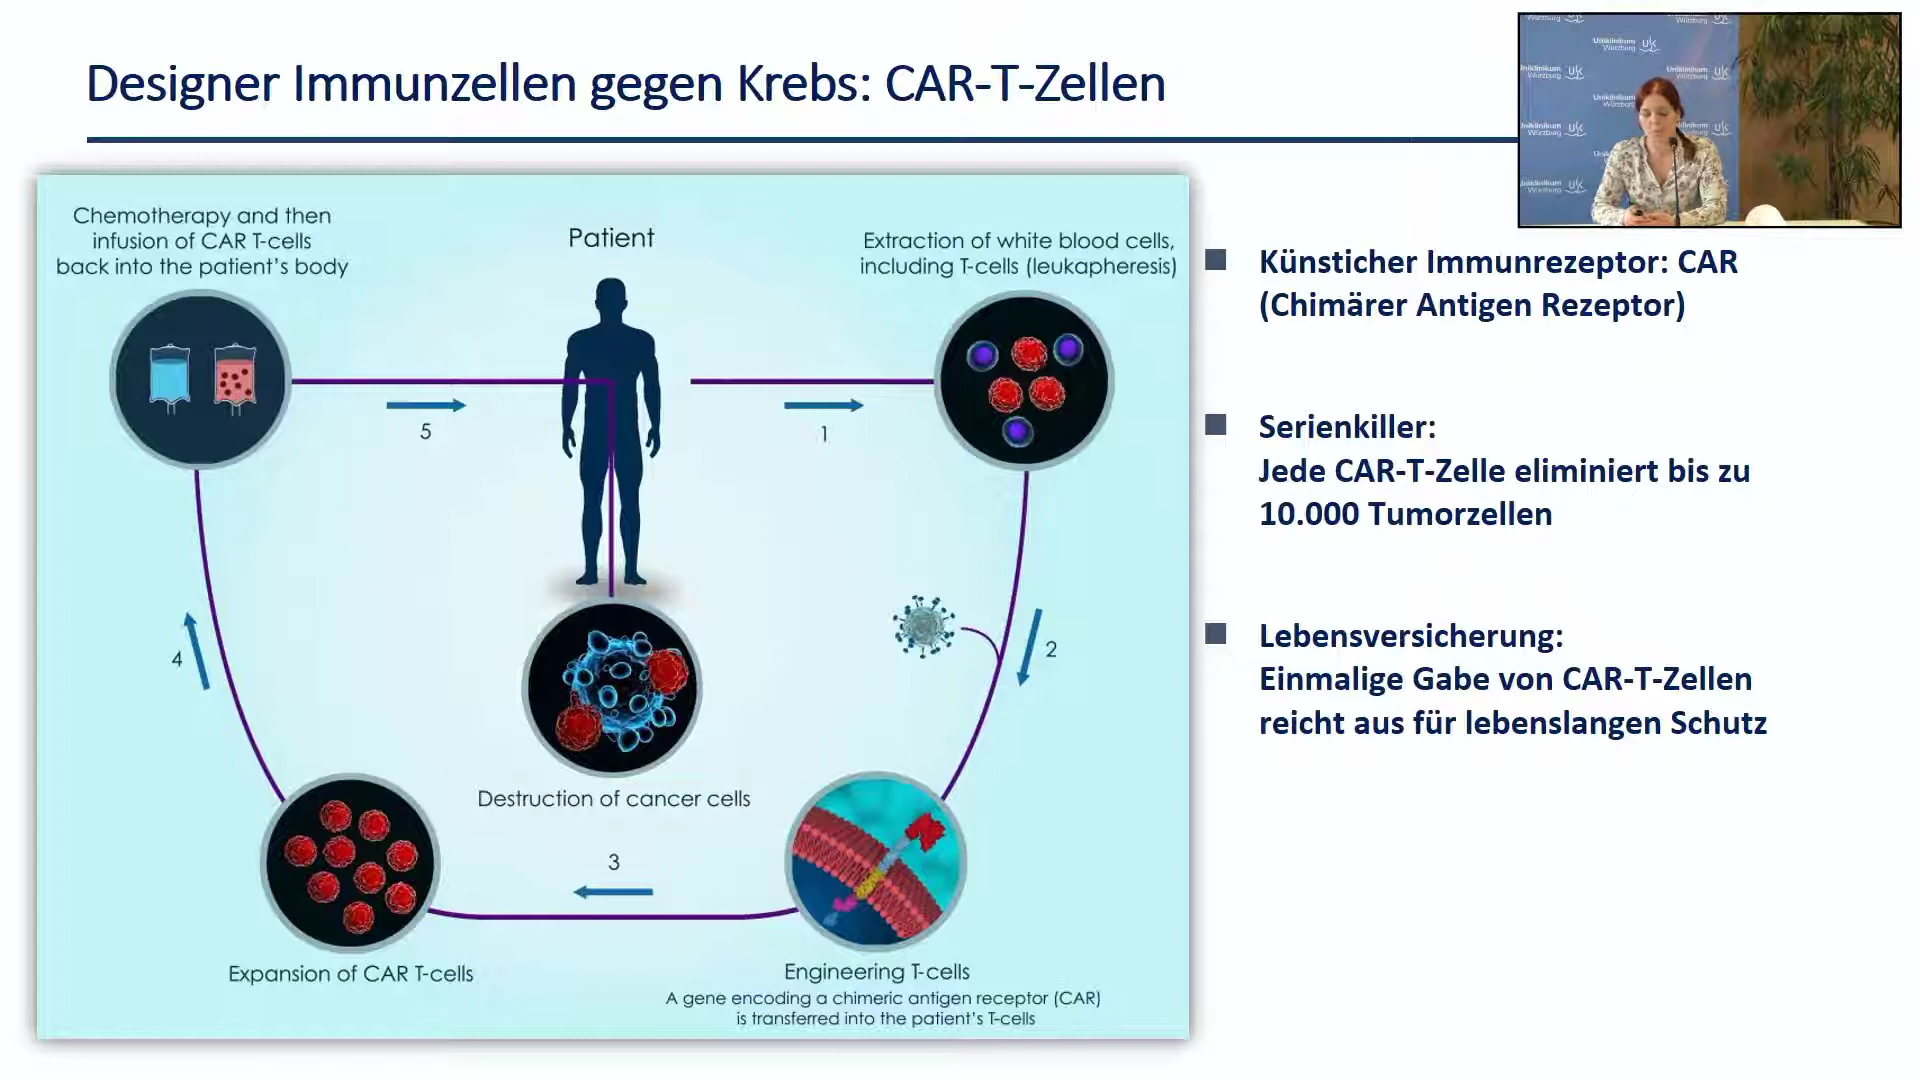 Designer Immunzellen gegen Krebs: CAR-T-Zellen
Uniklinikum
Würzburg
Chemotherapy and then
infusion of CAR T-cells
back into the patient's body
Patient
Extraction of white blood cells,
including T-cells (leukapheresis)
5
1
4
2
Destruction of cancer cells
3
Expansion of CAR T-cells
Engineering T-cells
A gene encoding a chimeric antigen receptor (CAR)
is transferred into the patient's T-cells
Künsticher Immunrezeptor: CAR
(Chimärer Antigen Rezeptor)
Serienkiller:
Jede CAR-T-Zelle eliminiert bis zu
10.000 Tumorzellen
Lebensversicherung:
Einmalige Gabe von CAR-T-Zellen
reicht aus für lebenslangen Schutz